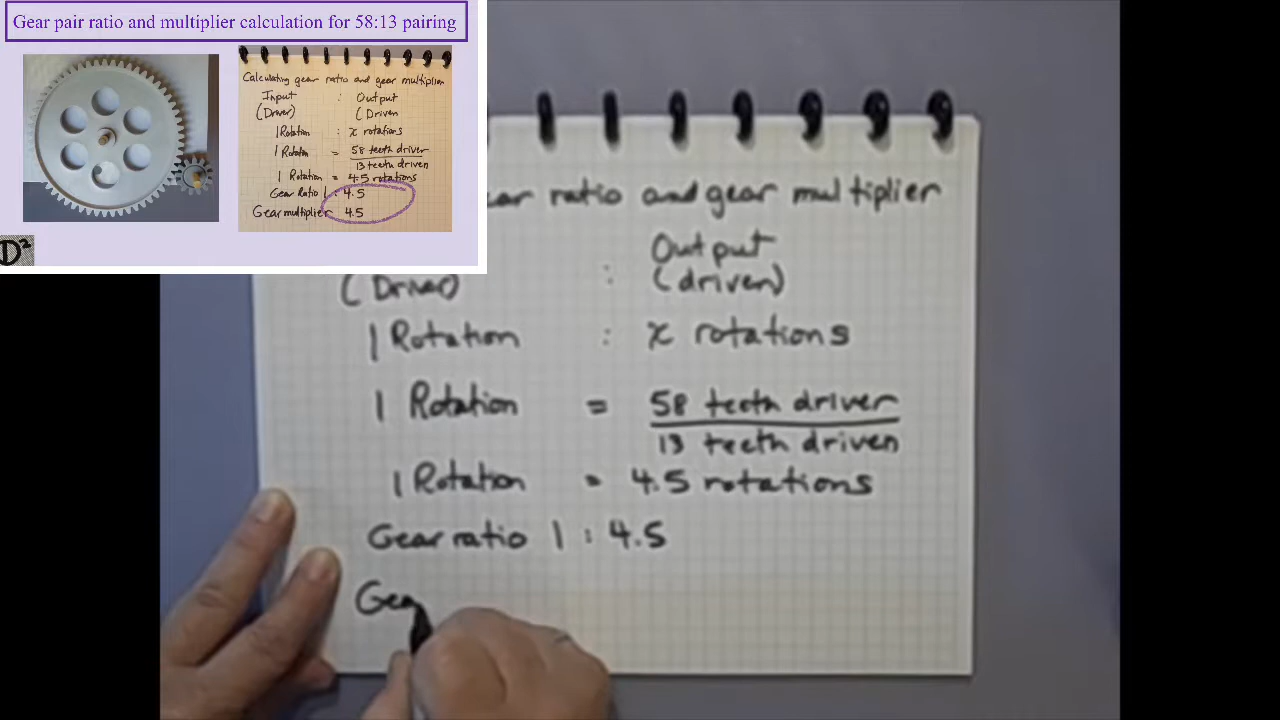 Gear pair ratio and multiplier calculation for 58:13 pairing
Calculating gear ratio and gear multiplier
Input : Output
(Driver) (Driven
1 Rotation : x rotations
1 Rotation = 58 teeth driver
13 teeth driven
1 Rotation = 4.5 rotations
Gear Ratio 1 : 4.5
Gear multiplier 4.5
D²
ear ratio and gear multiplier
: Output
(Driver) (driven)
1 Rotation : x rotations
1 Rotation = 58 teeth driver
13 teeth driven
1 Rotation = 4.5 rotations
Gear ratio 1 : 4.5
Gea